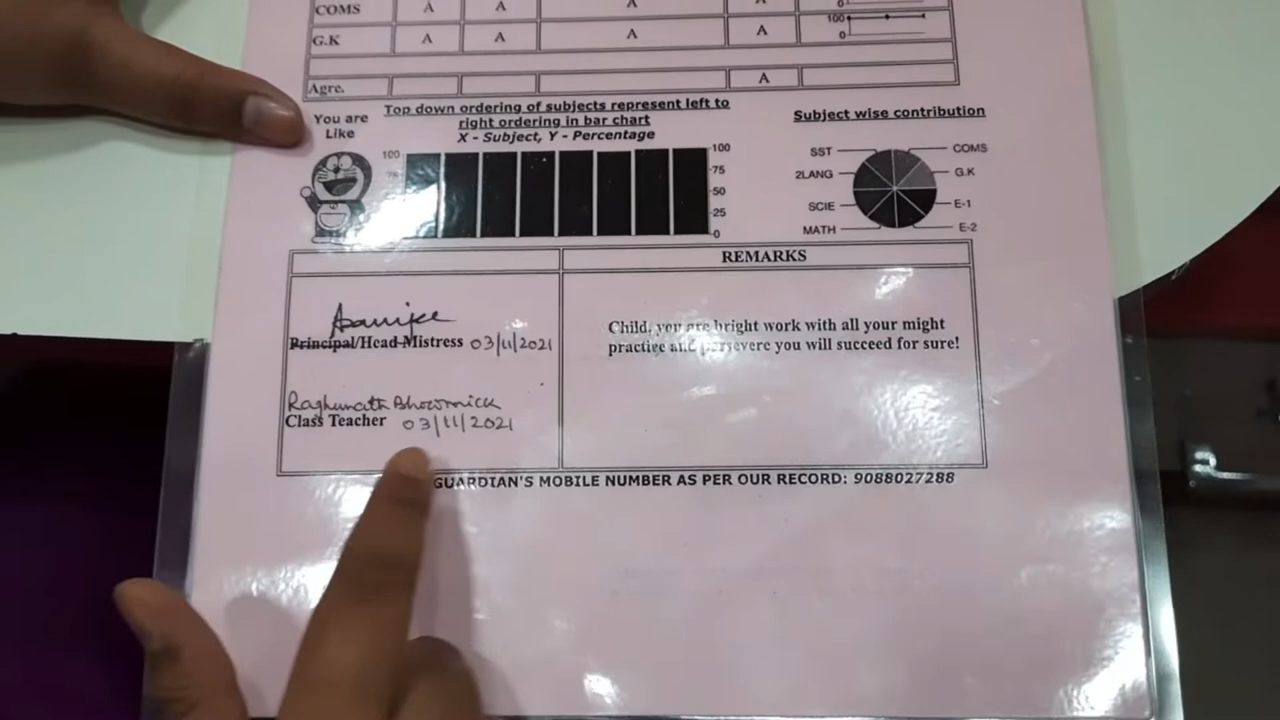 COMS A A A A 0
G.K A A A A 100 0
Agre. A
You are
Like
Top down ordering of subjects represent left to
right ordering in bar chart
X - Subject, Y - Percentage
100 100
75
50
25
0
Subject wise contribution
SST COMS
2LANG G.K
SCIE E-1
MATH E-2
REMARKS
Principal/Head Mistress 03/11/2021
Raghunath Bhowmick
Class Teacher 03/11/2021
Child, you are bright work with all your might
practice and persevere you will succeed for sure!
GUARDIAN'S MOBILE NUMBER AS PER OUR RECORD: 9088027288